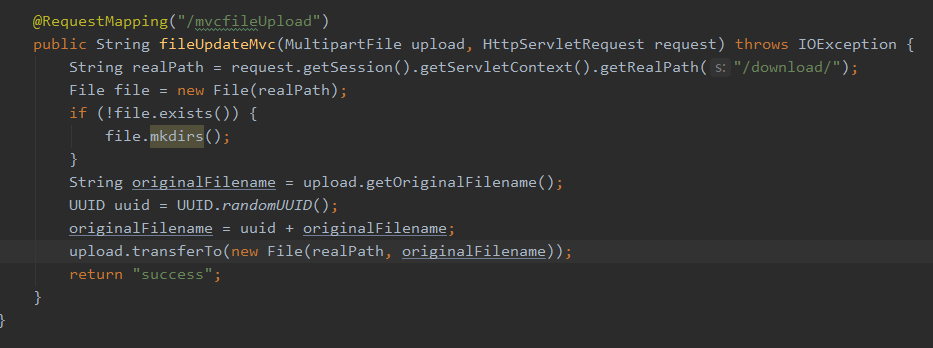 @RequestMapping("/mvcfileUpload")
public String fileUpdateMvc(MultipartFile upload, HttpServletRequest request) throws IOException {
String realPath = request.getSession().getServletContext().getRealPath( s: "/download/");
File file = new File(realPath);
if (!file.exists()) {
file.mkdirs();
}
String originalFilename = upload.getOriginalFilename();
UUID uuid = UUID.randomUUID();
originalFilename = uuid + originalFilename;
upload.transferTo(new File(realPath, originalFilename));
return "success";
}
}